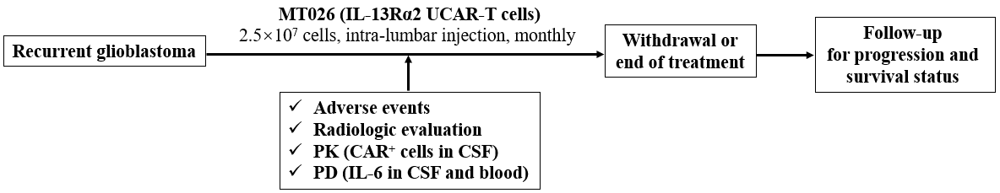 MT026 (IL-13Rα2 UCAR-T cells)
2.5×10⁷ cells, intra-lumbar injection, monthly
Recurrent glioblastoma
Withdrawal or
end of treatment
Follow-up
for progression and
survival status
✓ Adverse events
✓ Radiologic evaluation
✓ PK (CAR⁺ cells in CSF)
✓ PD (IL-6 in CSF and blood)